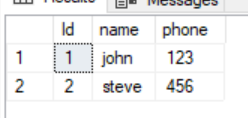 Results Messages
Id name phone
1 1 john 123
2 2 steve 456